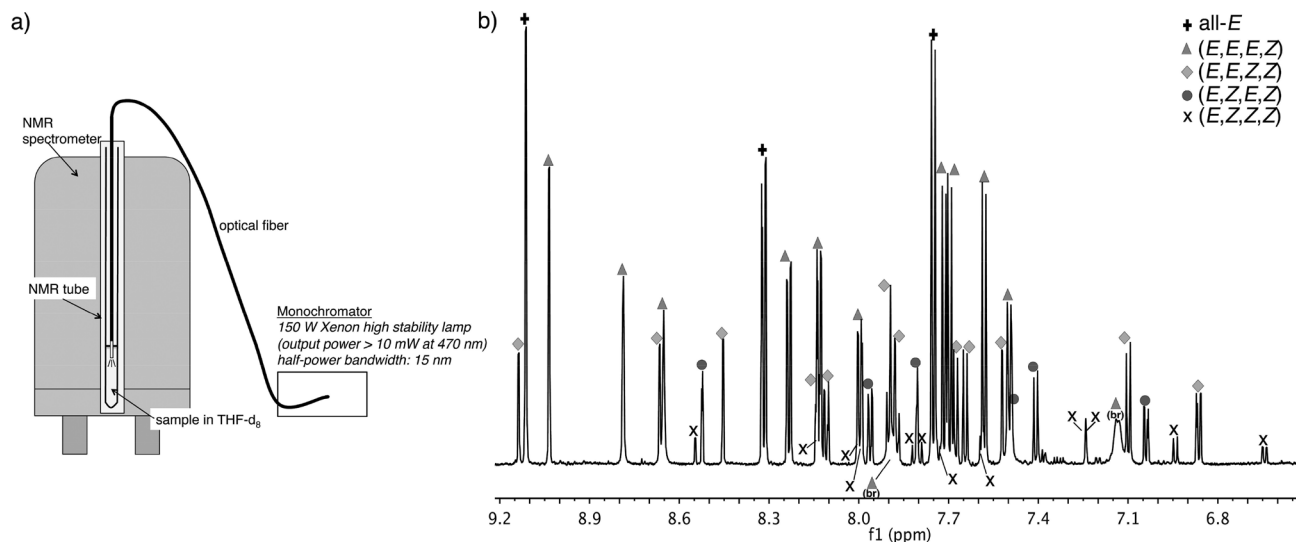 a)
NMR
spectrometer
optical fiber
NMR tube
Monochromator
150 W Xenon high stability lamp
(output power > 10 mW at 470 nm)
half-power bandwidth: 15 nm
sample in THF-d₈
b)
✚ all-E
▲ (E,E,E,Z)
◆ (E,E,Z,Z)
● (E,Z,E,Z)
x (E,Z,Z,Z)
x x x x x x x x x x
x x x x
(br)
(br)
9.2 8.9 8.6 8.3 8.0 7.7 7.4 7.1 6.8
f1 (ppm)